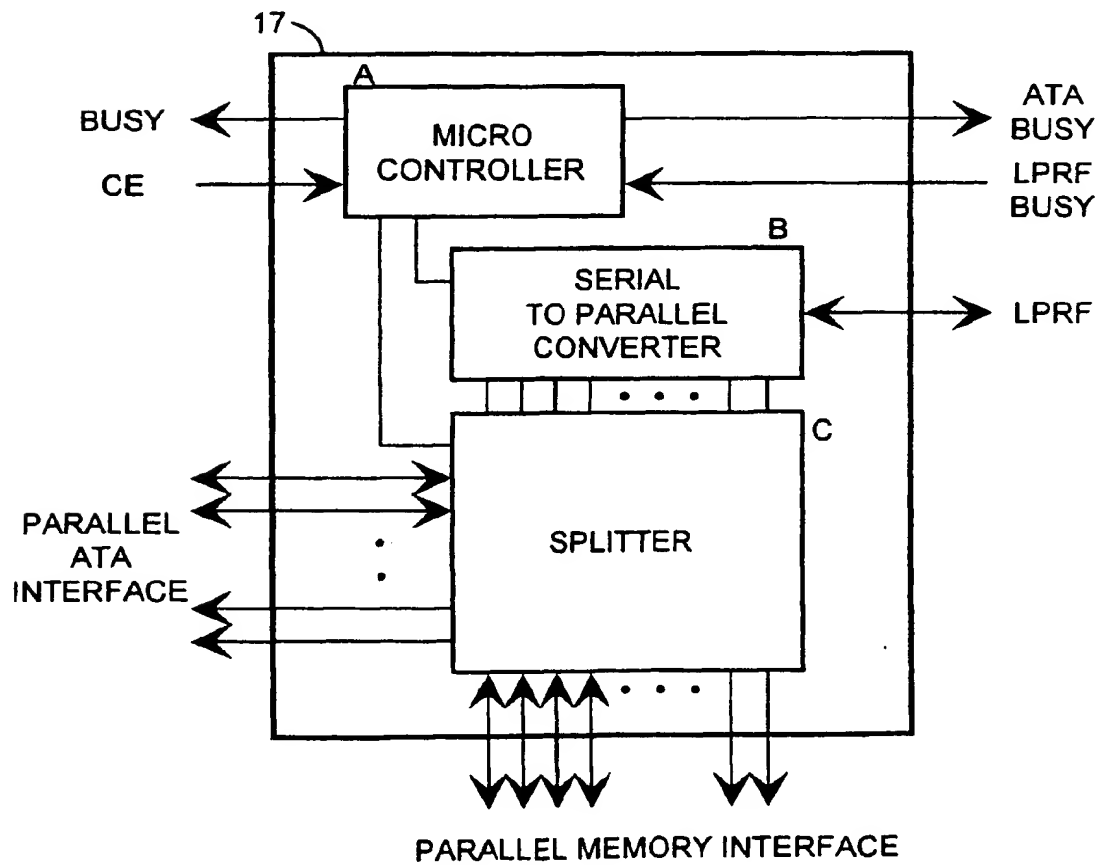 17
A
BUSY
MICRO
CONTROLLER
ATA
BUSY
CE
LPRF
BUSY
B
SERIAL
TO PARALLEL
CONVERTER
LPRF
C
PARALLEL
ATA
INTERFACE
SPLITTER
PARALLEL MEMORY INTERFACE